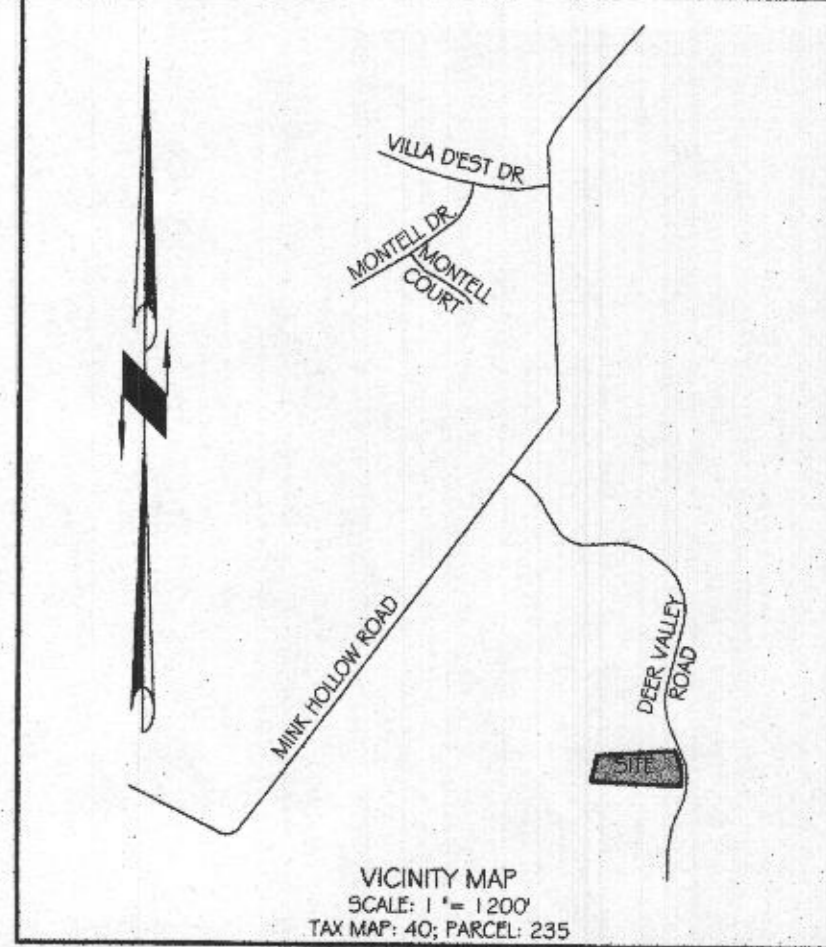 VILLA D'EST DR
MONTELL DR.
MONTELL
COURT
MINK HOLLOW ROAD
DEER VALLEY
ROAD
SITE
VICINITY MAP
SCALE: 1 "= 1200'
TAX MAP: 40; PARCEL: 235